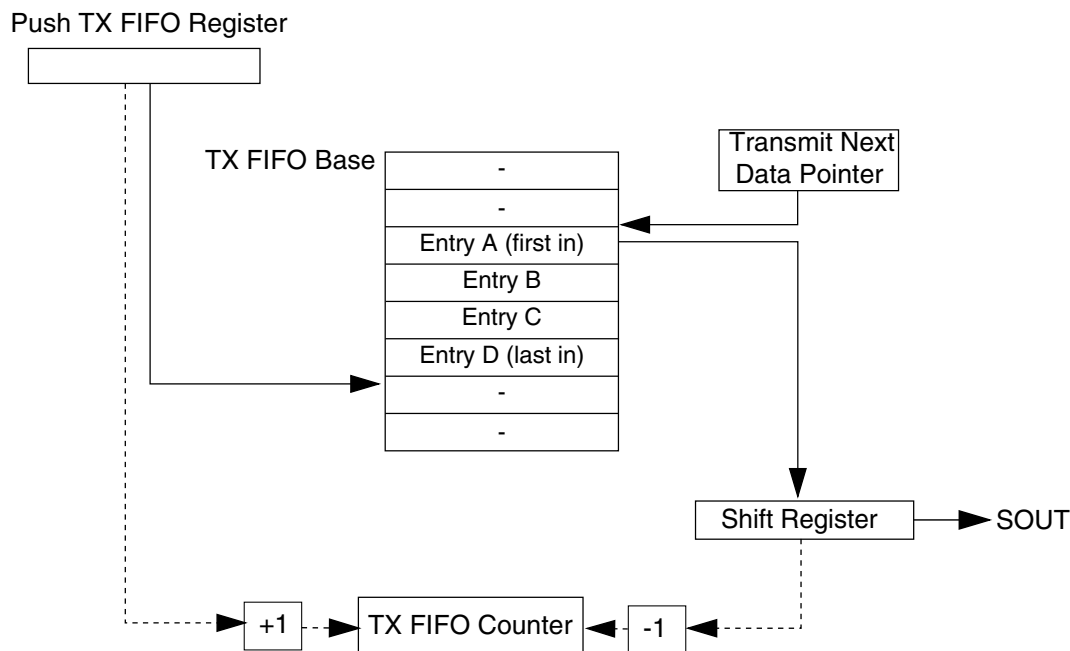 Push TX FIFO Register
TX FIFO Base
-
-
Entry A (first in)
Entry B
Entry C
Entry D (last in)
-
-
Transmit Next
Data Pointer
Shift Register
SOUT
+1
TX FIFO Counter
-1